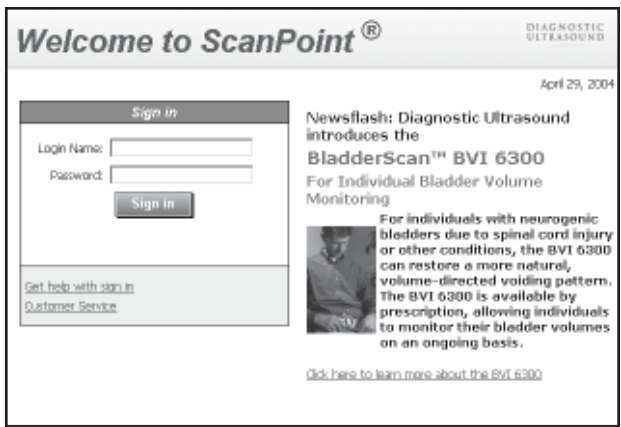 Welcome to ScanPoint ®
DIAGNOSTIC
ULTRASOUND
April 29, 2004
Sign in
Login Name:
Password:
Sign in
Get help with sign in
Customer Service
Newsflash: Diagnostic Ultrasound
introduces the
BladderScan™ BVI 6300
For Individual Bladder Volume
Monitoring
For individuals with neurogenic
bladders due to spinal cord injury
or other conditions, the BVI 6300
can restore a more natural,
volume-directed voiding pattern.
The BVI 6300 is available by
prescription, allowing individuals
to monitor their bladder volumes
on an ongoing basis.
Click here to learn more about the BVI 6300